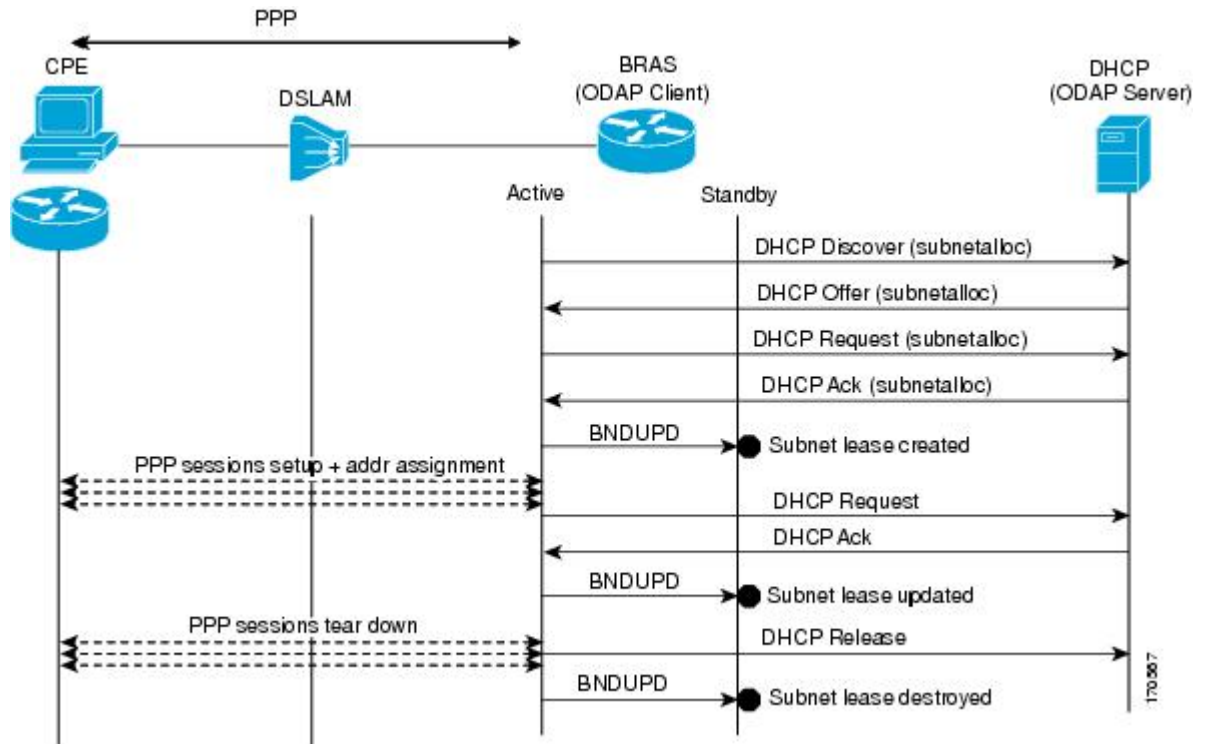 PPP
CPE
DSLAM
BRAS
(ODAP Client)
DHCP
(ODAP Server)
Active
Standby
DHCP Discover (subnetalloc)
DHCP Offer (subnetalloc)
DHCP Request (subnetalloc)
DHCP Ack (subnetalloc)
BNDUPD
Subnet lease created
PPP sessions setup + addr assignment
DHCP Request
DHCP Ack
BNDUPD
Subnet lease updated
PPP sessions tear down
DHCP Release
BNDUPD
Subnet lease destroyed
170567